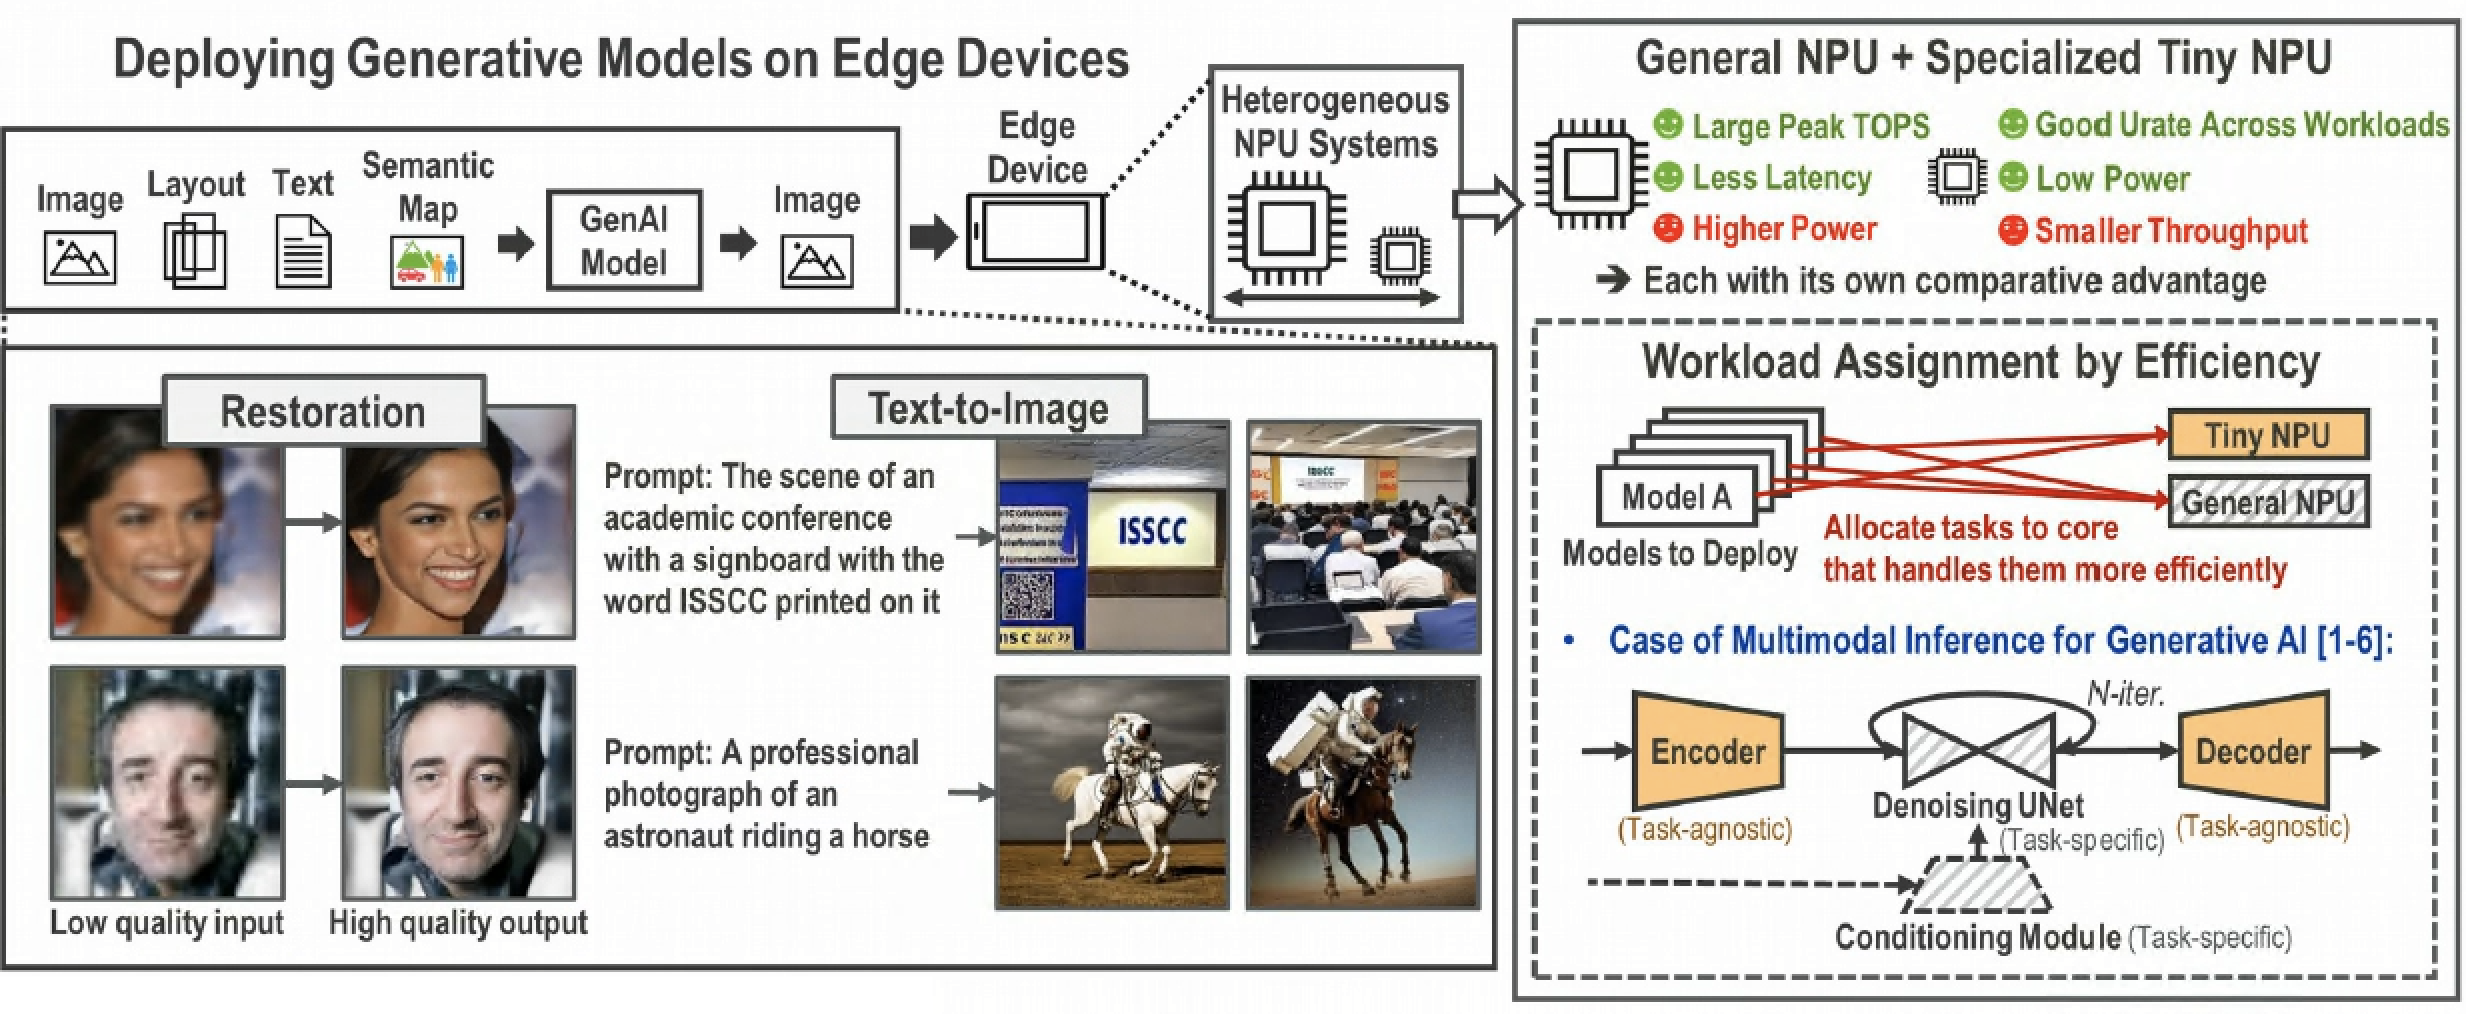 Deploying Generative Models on Edge Devices
Image
Layout
Text
Semantic
Map
GenAI
Model
Image
Edge
Device
Heterogeneous
NPU Systems
Restoration
Low quality input
High quality output
Text-to-Image
Prompt: The scene of an
academic conference
with a signboard with the
word ISSCC printed on it
ISSCC
ISSCC
Prompt: A professional
photograph of an
astronaut riding a horse
General NPU + Specialized Tiny NPU
Large Peak TOPS
Less Latency
Higher Power
Good Urate Across Workloads
Low Power
Smaller Throughput
➔ Each with its own comparative advantage
Workload Assignment by Efficiency
Model A
Models to Deploy
Tiny NPU
General NPU
Allocate tasks to core
that handles them more efficiently
• Case of Multimodal Inference for Generative AI [1-6]:
N-iter.
Encoder
(Task-agnostic)
Denoising UNet
(Task-specific)
Decoder
(Task-agnostic)
Conditioning Module (Task-specific)